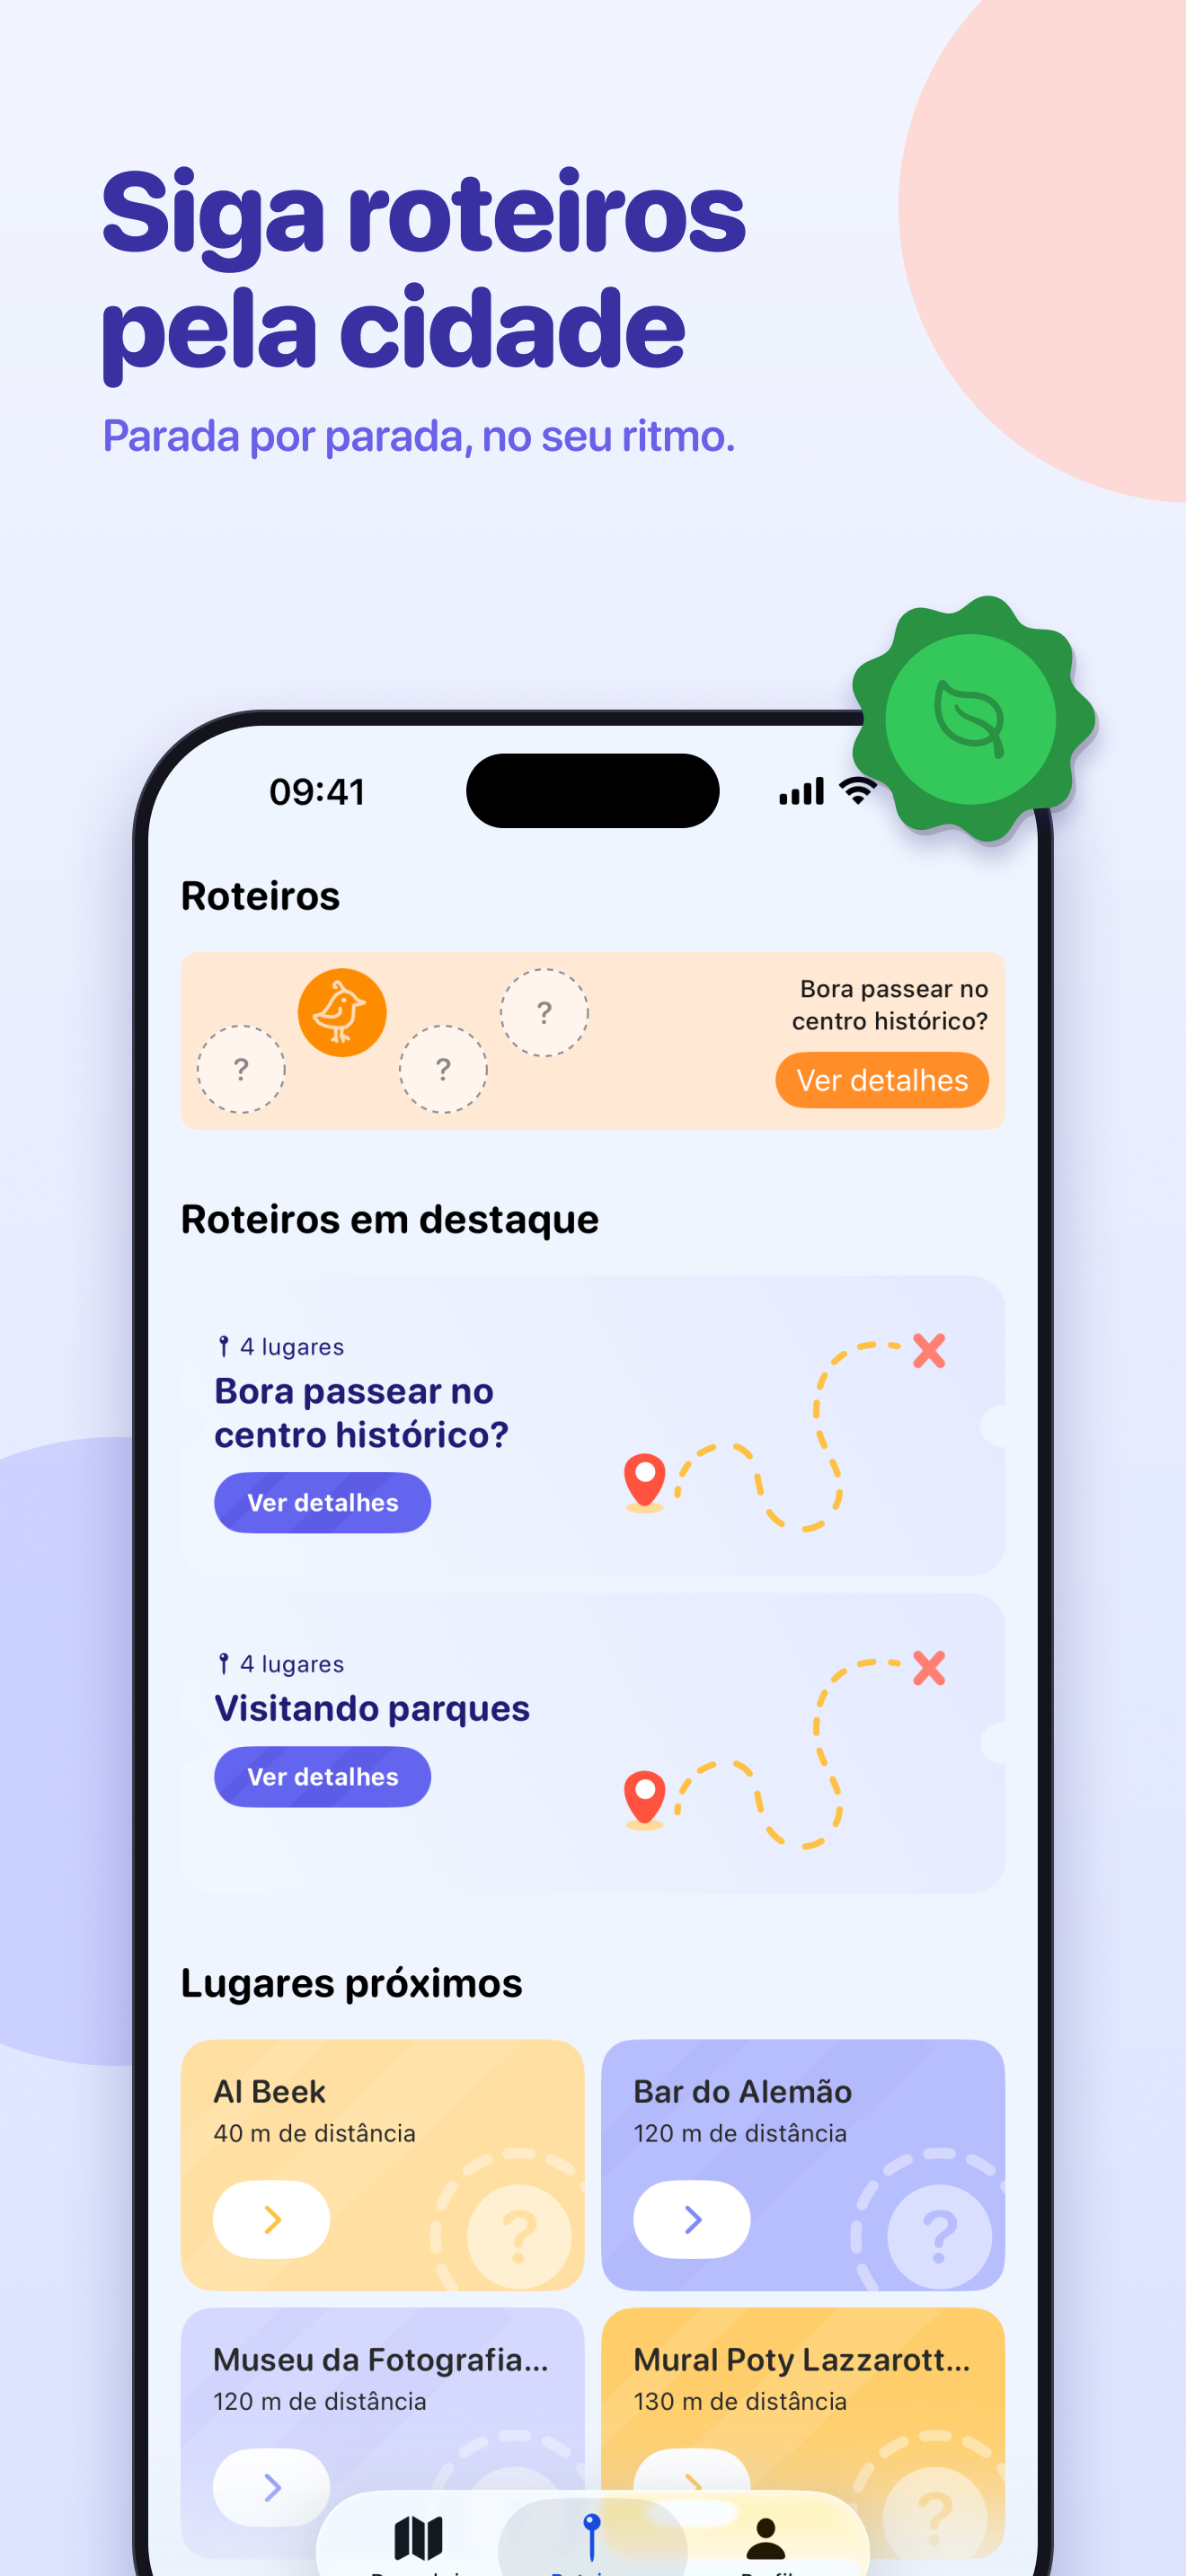 Siga roteiros
pela cidade
Parada por parada, no seu ritmo.
09:41
Roteiros
?
?
?
Bora passear no
centro histórico?
Ver detalhes
Roteiros em destaque
4 lugares
Bora passear no
centro histórico?
Ver detalhes
4 lugares
Visitando parques
Ver detalhes
Lugares próximos
Al Beek
40 m de distância
?
Bar do Alemão
120 m de distância
?
Museu da Fotografia...
120 m de distância
Mural Poty Lazzarott...
130 m de distância
?